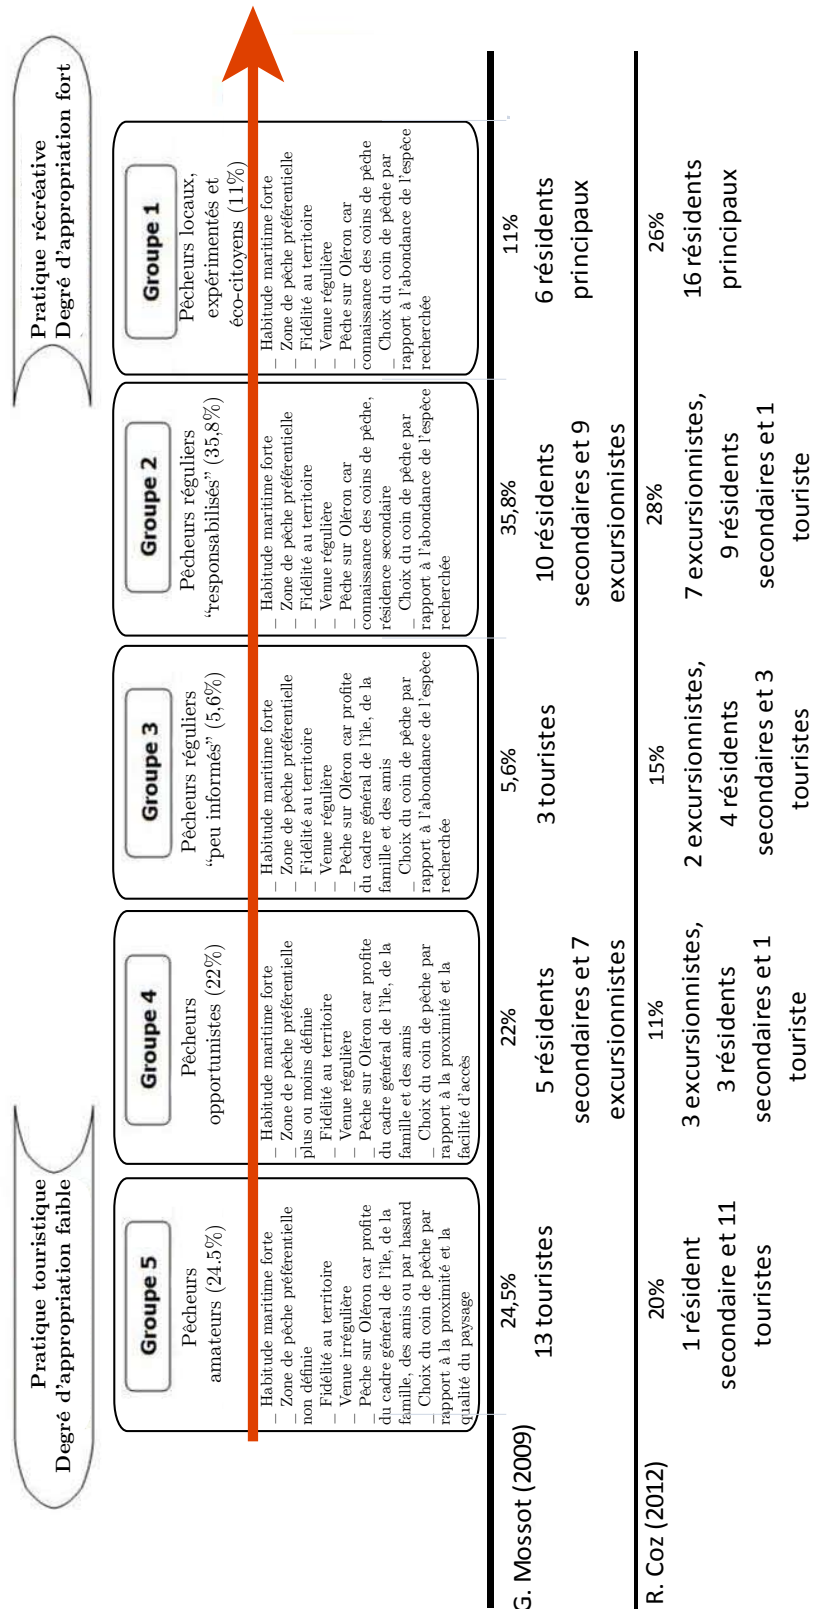 Pratique touristique
Degré d'appropriation faible
Pratique récréative
Degré d'appropriation fort
Groupe 5
Pêcheurs
amateurs (24.5%)
– Habitude maritime forte
– Zone de pêche préférentielle
non définie
– Fidélité au territoire
– Venue irrégulière
– Pêche sur Oléron car profite
du cadre général de l'île, de la
famille, des amis ou par hasard
– Choix du coin de pêche par
rapport à la proximité et la
qualité du paysage
Groupe 4
Pêcheurs
opportunistes (22%)
– Habitude maritime forte
– Zone de pêche préférentielle
plus ou moins définie
– Fidélité au territoire
– Venue régulière
– Pêche sur Oléron car profite
du cadre général de l'île, de la
famille et des amis
– Choix du coin de pêche par
rapport à la proximité et la
facilité d'accès
Groupe 3
Pêcheurs réguliers
“peu informés” (5,6%)
– Habitude maritime forte
– Zone de pêche préférentielle
– Fidélité au territoire
– Venue régulière
– Pêche sur Oléron car profite
du cadre général de l'île, de la
famille et des amis
– Choix du coin de pêche par
rapport à l'abondance de l'espèce
recherchée
Groupe 2
Pêcheurs réguliers
“responsabilisés” (35,8%)
– Habitude maritime forte
– Zone de pêche préférentielle
– Fidélité au territoire
– Venue régulière
– Pêche sur Oléron car
connaissance des coins de pêche,
résidence secondaire
– Choix du coin de pêche par
rapport à l'abondance de l'espèce
recherchée
Groupe 1
Pêcheurs locaux,
expérimentés et
éco-citoyens (11%)
– Habitude maritime forte
– Zone de pêche préférentielle
– Fidélité au territoire
– Venue régulière
– Pêche sur Oléron car
connaissance des coins de pêche
– Choix du coin de pêche par
rapport à l'abondance de l'espèce
recherchée
G. Mossot (2009)
24,5%
13 touristes
22%
5 résidents
secondaires et 7
excursionnistes
5,6%
3 touristes
35,8%
10 résidents
secondaires et 9
excursionnistes
11%
6 résidents
principaux
R. Coz (2012)
20%
1 résident
secondaire et 11
touristes
11%
3 excursionnistes,
3 résidents
secondaires et 1
touriste
15%
2 excursionnistes,
4 résidents
secondaires et 3
touristes
28%
7 excursionnistes,
9 résidents
secondaires et 1
touriste
26%
16 résidents
principaux